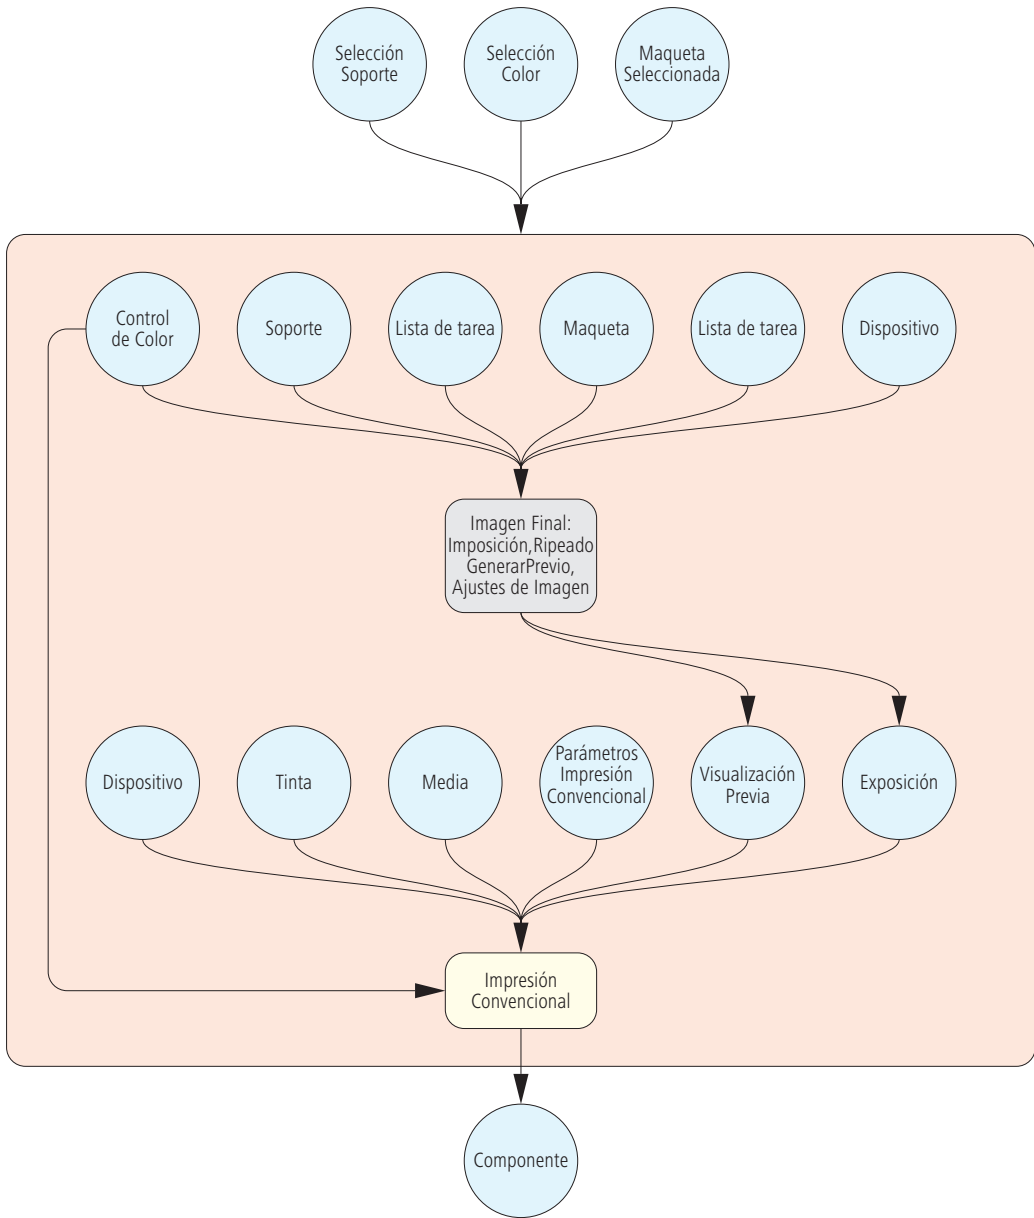 Selección
Soporte
Selección
Color
Maqueta
Seleccionada
Control
de Color
Soporte
Lista de tarea
Maqueta
Lista de tarea
Dispositivo
Imagen Final:
Imposición,Ripeado
GenerarPrevio,
Ajustes de Imagen
Dispositivo
Tinta
Media
Parámetros
Impresión
Convencional
Visualización
Previa
Exposición
Impresión
Convencional
Componente